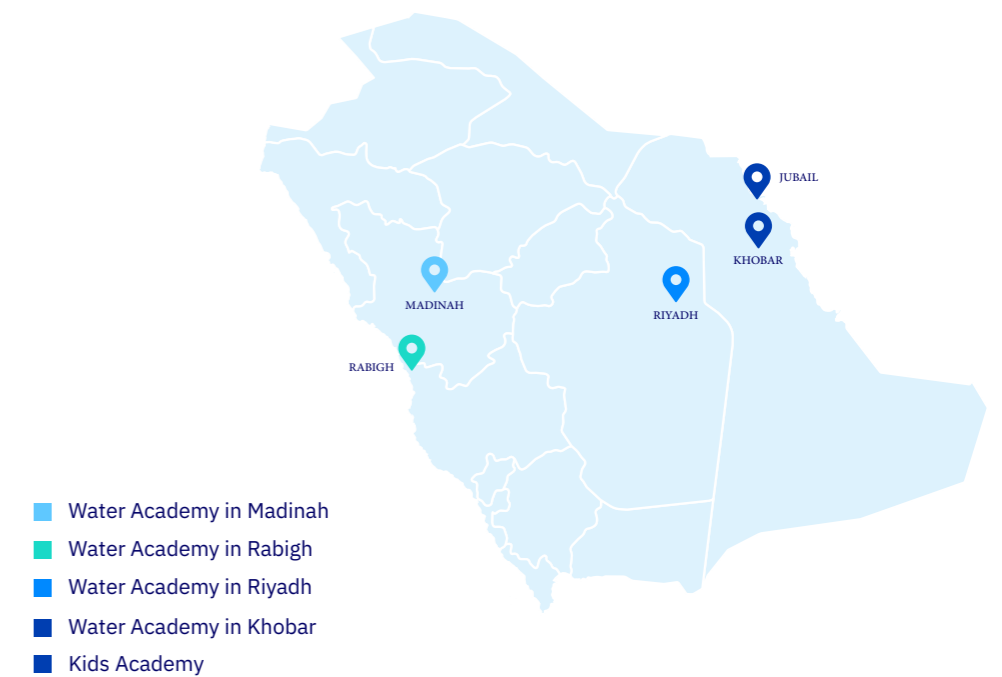 JUBAIL
KHOBAR
MADINAH
RIYADH
RABIGH
Water Academy in Madinah
Water Academy in Rabigh
Water Academy in Riyadh
Water Academy in Khobar
Kids Academy